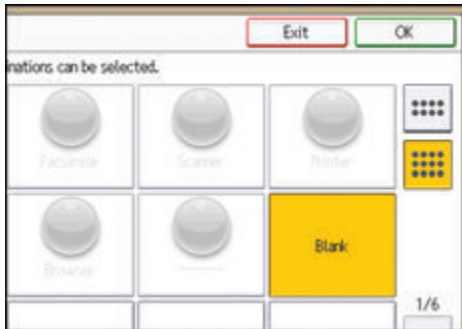 Exit OK
inations can be selected.
Facsimile Scanner Printer
Browser Blank
1/6